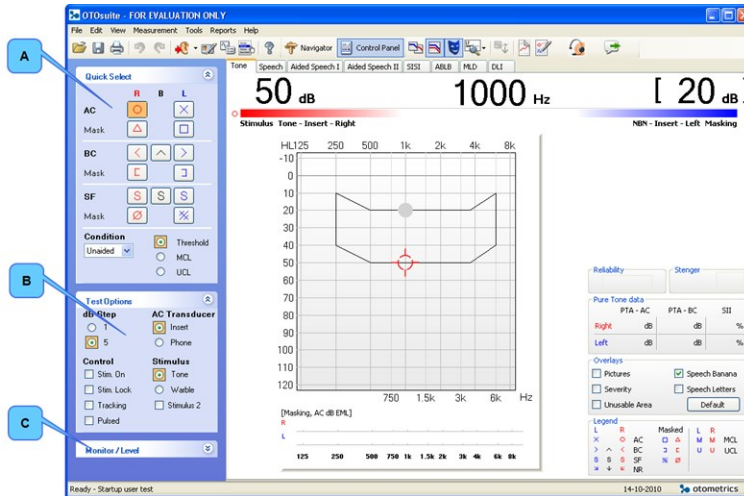 OTOsuite - FOR EVALUATION ONLY
File Edit View Measurement Tools Reports Help
Navigator Control Panel
Tone Speech Aided Speech I Aided Speech II SISI ABLB MLD DLI
A
Quick Select
R B L
AC
Mask
BC
Mask
SF S S S
Mask
Condition
Unaided
Threshold
MCL
UCL
B
Test Options
dB Step AC Transducer
1 Insert
5 Phone
Control Stimulus
Stim. On Tone
Stim. Lock Warble
Tracking Stimulus 2
Pulsed
C
Monitor / Level
50 dB 1000 Hz [ 20 dB ]
Stimulus Tone - Insert - Right NBN - Insert - Left Masking
HL125 250 500 1k 2k 4k 8k
-10
0
10
20
30
40
50
60
70
80
90
100
110
120
750 1.5k 3k 6k Hz
[Masking, AC dB EML]
R
L
125 250 500 750 1k 1.5k 2k 3k 4k 6k 8k
Reliability Stenger
Pure Tone data
PTA - AC PTA - BC SII
Right dB dB %
Left dB dB %
Overlays
Pictures Speech Banana
Severity Speech Letters
Unusable Area Default
Legend
L R Masked L R
AC M M MCL
BC U U UCL
S S S SF
NR
Ready - Startup user test 14-10-2010 otometrics